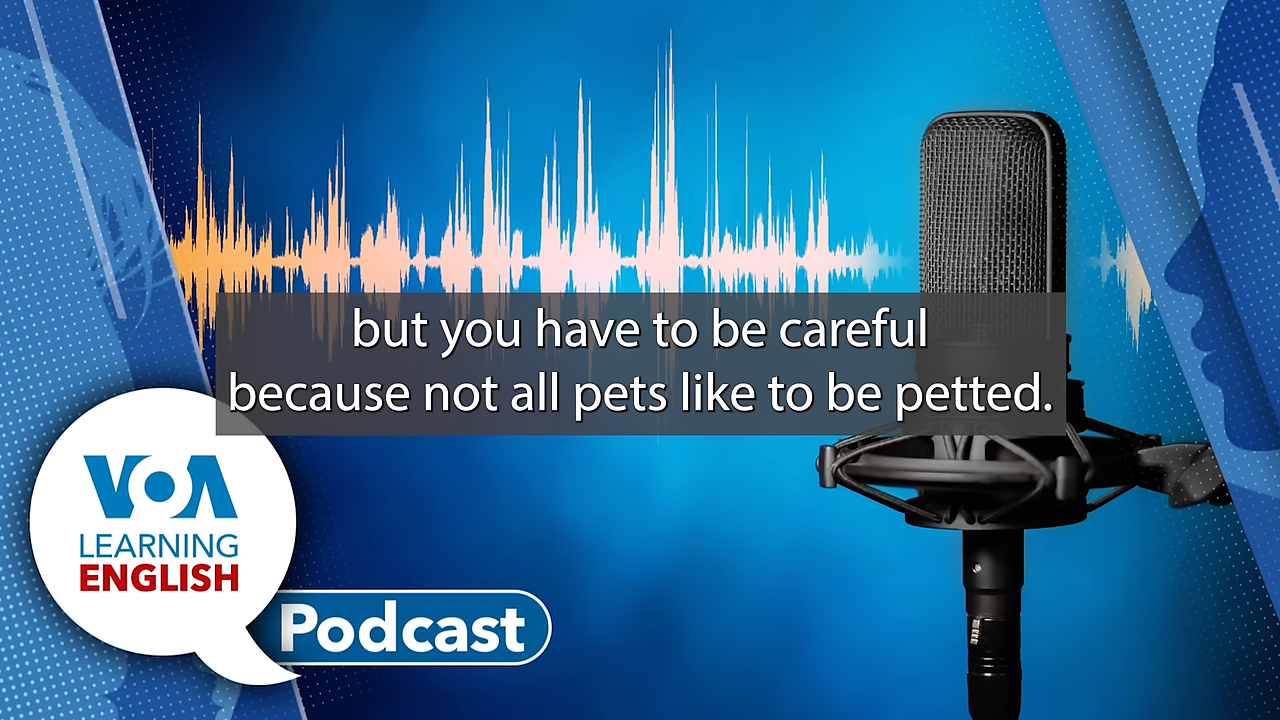 but you have to be careful
because not all pets like to be petted.
VOA
LEARNING
ENGLISH
Podcast